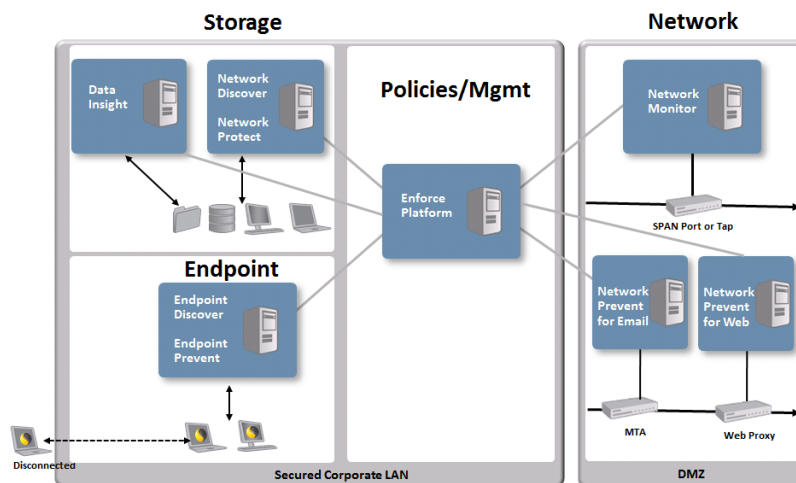 Storage
Network
Data
Insight
Network
Discover
Network
Protect
Policies/Mgmt
Network
Monitor
Enforce
Platform
SPAN Port or Tap
Endpoint
Endpoint
Discover
Endpoint
Prevent
Network
Prevent
for Email
Network
Prevent
for Web
MTA
Web Proxy
Disconnected
Secured Corporate LAN
DMZ